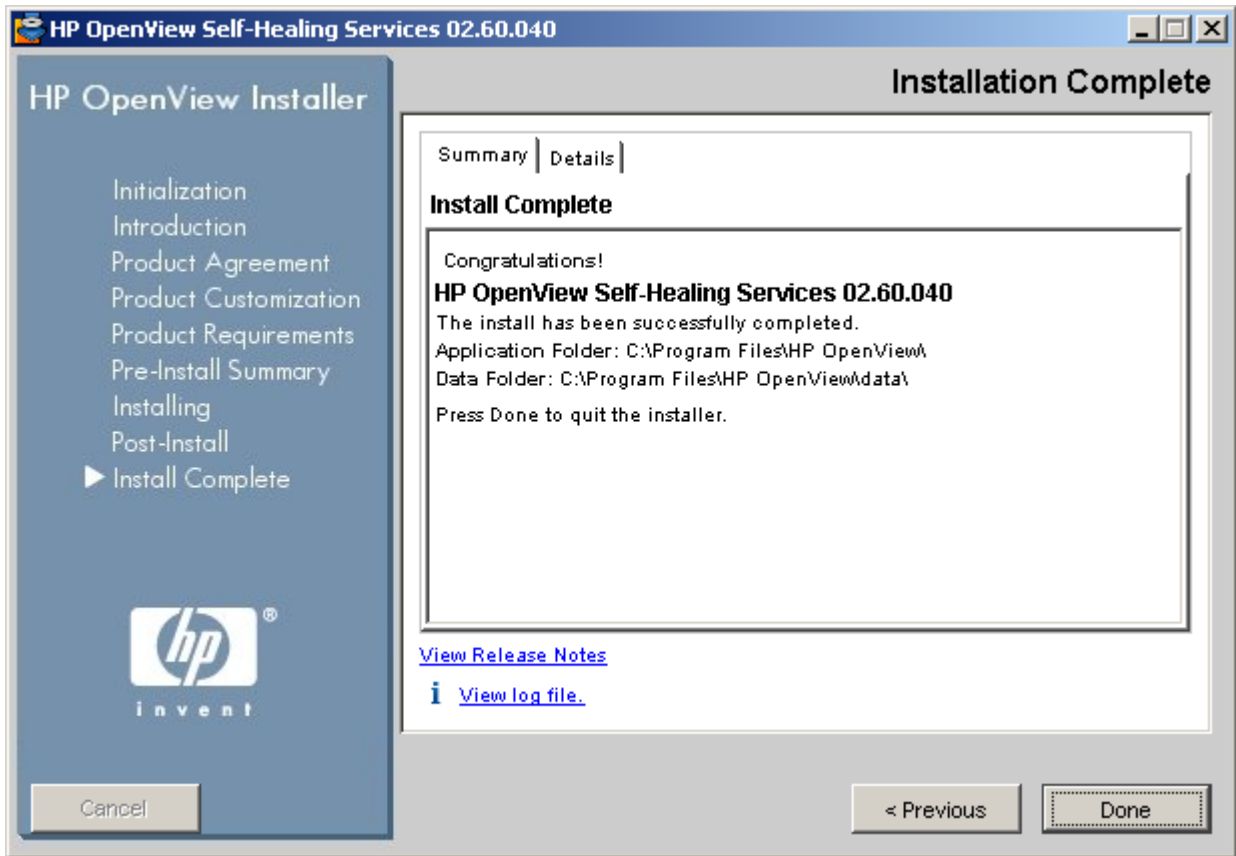 HP OpenView Self-Healing Services 02.60.040
Installation Complete
HP OpenView Installer
Initialization
Introduction
Product Agreement
Product Customization
Product Requirements
Pre-Install Summary
Installing
Post-Install
Install Complete
hp
®
invent
Cancel
Summary
Details
Install Complete
Congratulations!
HP OpenView Self-Healing Services 02.60.040
The install has been successfully completed.
Application Folder: C:\Program Files\HP OpenView\
Data Folder: C:\Program Files\HP OpenView\data\
Press Done to quit the installer.
View Release Notes
i View log file.
< Previous
Done